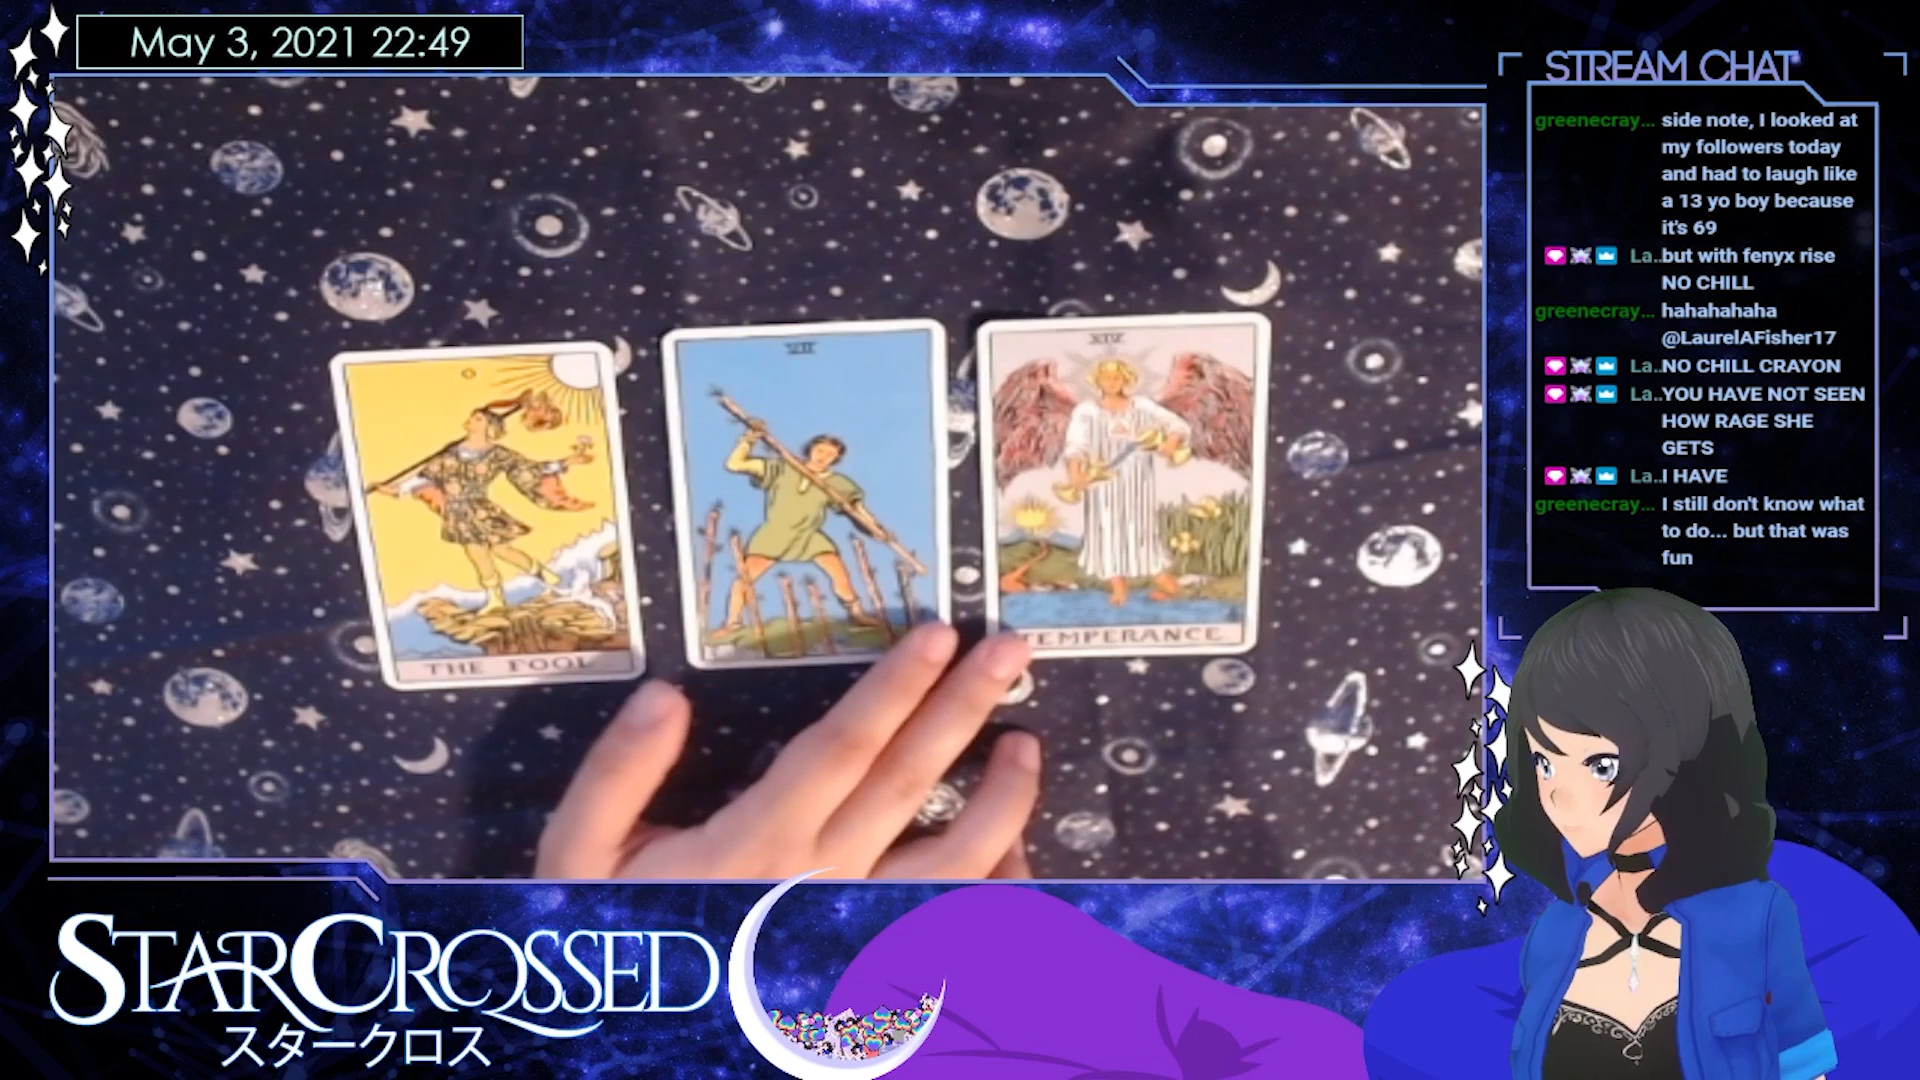 May 3, 2021 22:49
STREAM CHAT
greenecray... side note, I looked at
my followers today
and had to laugh like
a 13 yo boy because
it's 69
La..but with fenyx rise
NO CHILL
greenecray... hahahahaha
@LaurelAFisher17
La..NO CHILL CRAYON
La..YOU HAVE NOT SEEN
HOW RAGE SHE
GETS
La..I HAVE
greenecray... I still don't know what
to do... but that was
fun
THE FOOL
VII
XIV
TEMPERANCE
STARCROSSED
スタークロス